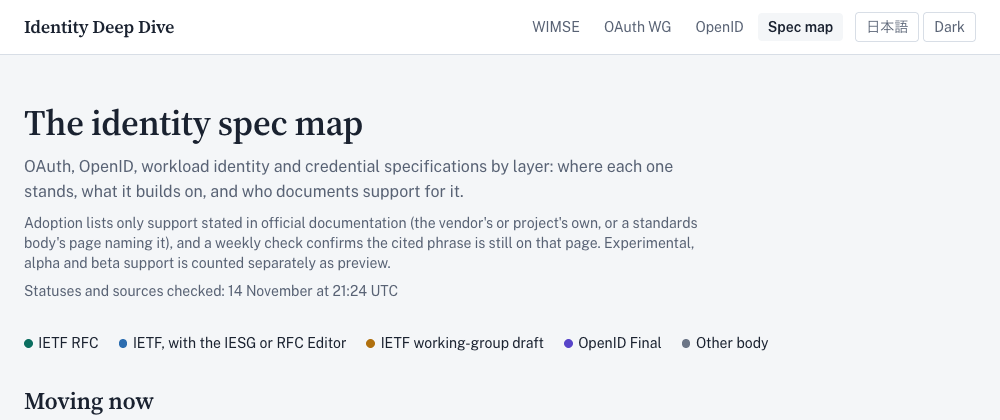 Identity Deep Dive
WIMSE
OAuth WG
OpenID
Spec map
日本語
Dark
The identity spec map
OAuth, OpenID, workload identity and credential specifications by layer: where each one
stands, what it builds on, and who documents support for it.
Adoption lists only support stated in official documentation (the vendor's or project's own, or a standards
body's page naming it), and a weekly check confirms the cited phrase is still on that page. Experimental,
alpha and beta support is counted separately as preview.
Statuses and sources checked: 14 November at 21:24 UTC
IETF RFC
IETF, with the IESG or RFC Editor
IETF working-group draft
OpenID Final
Other body
Moving now